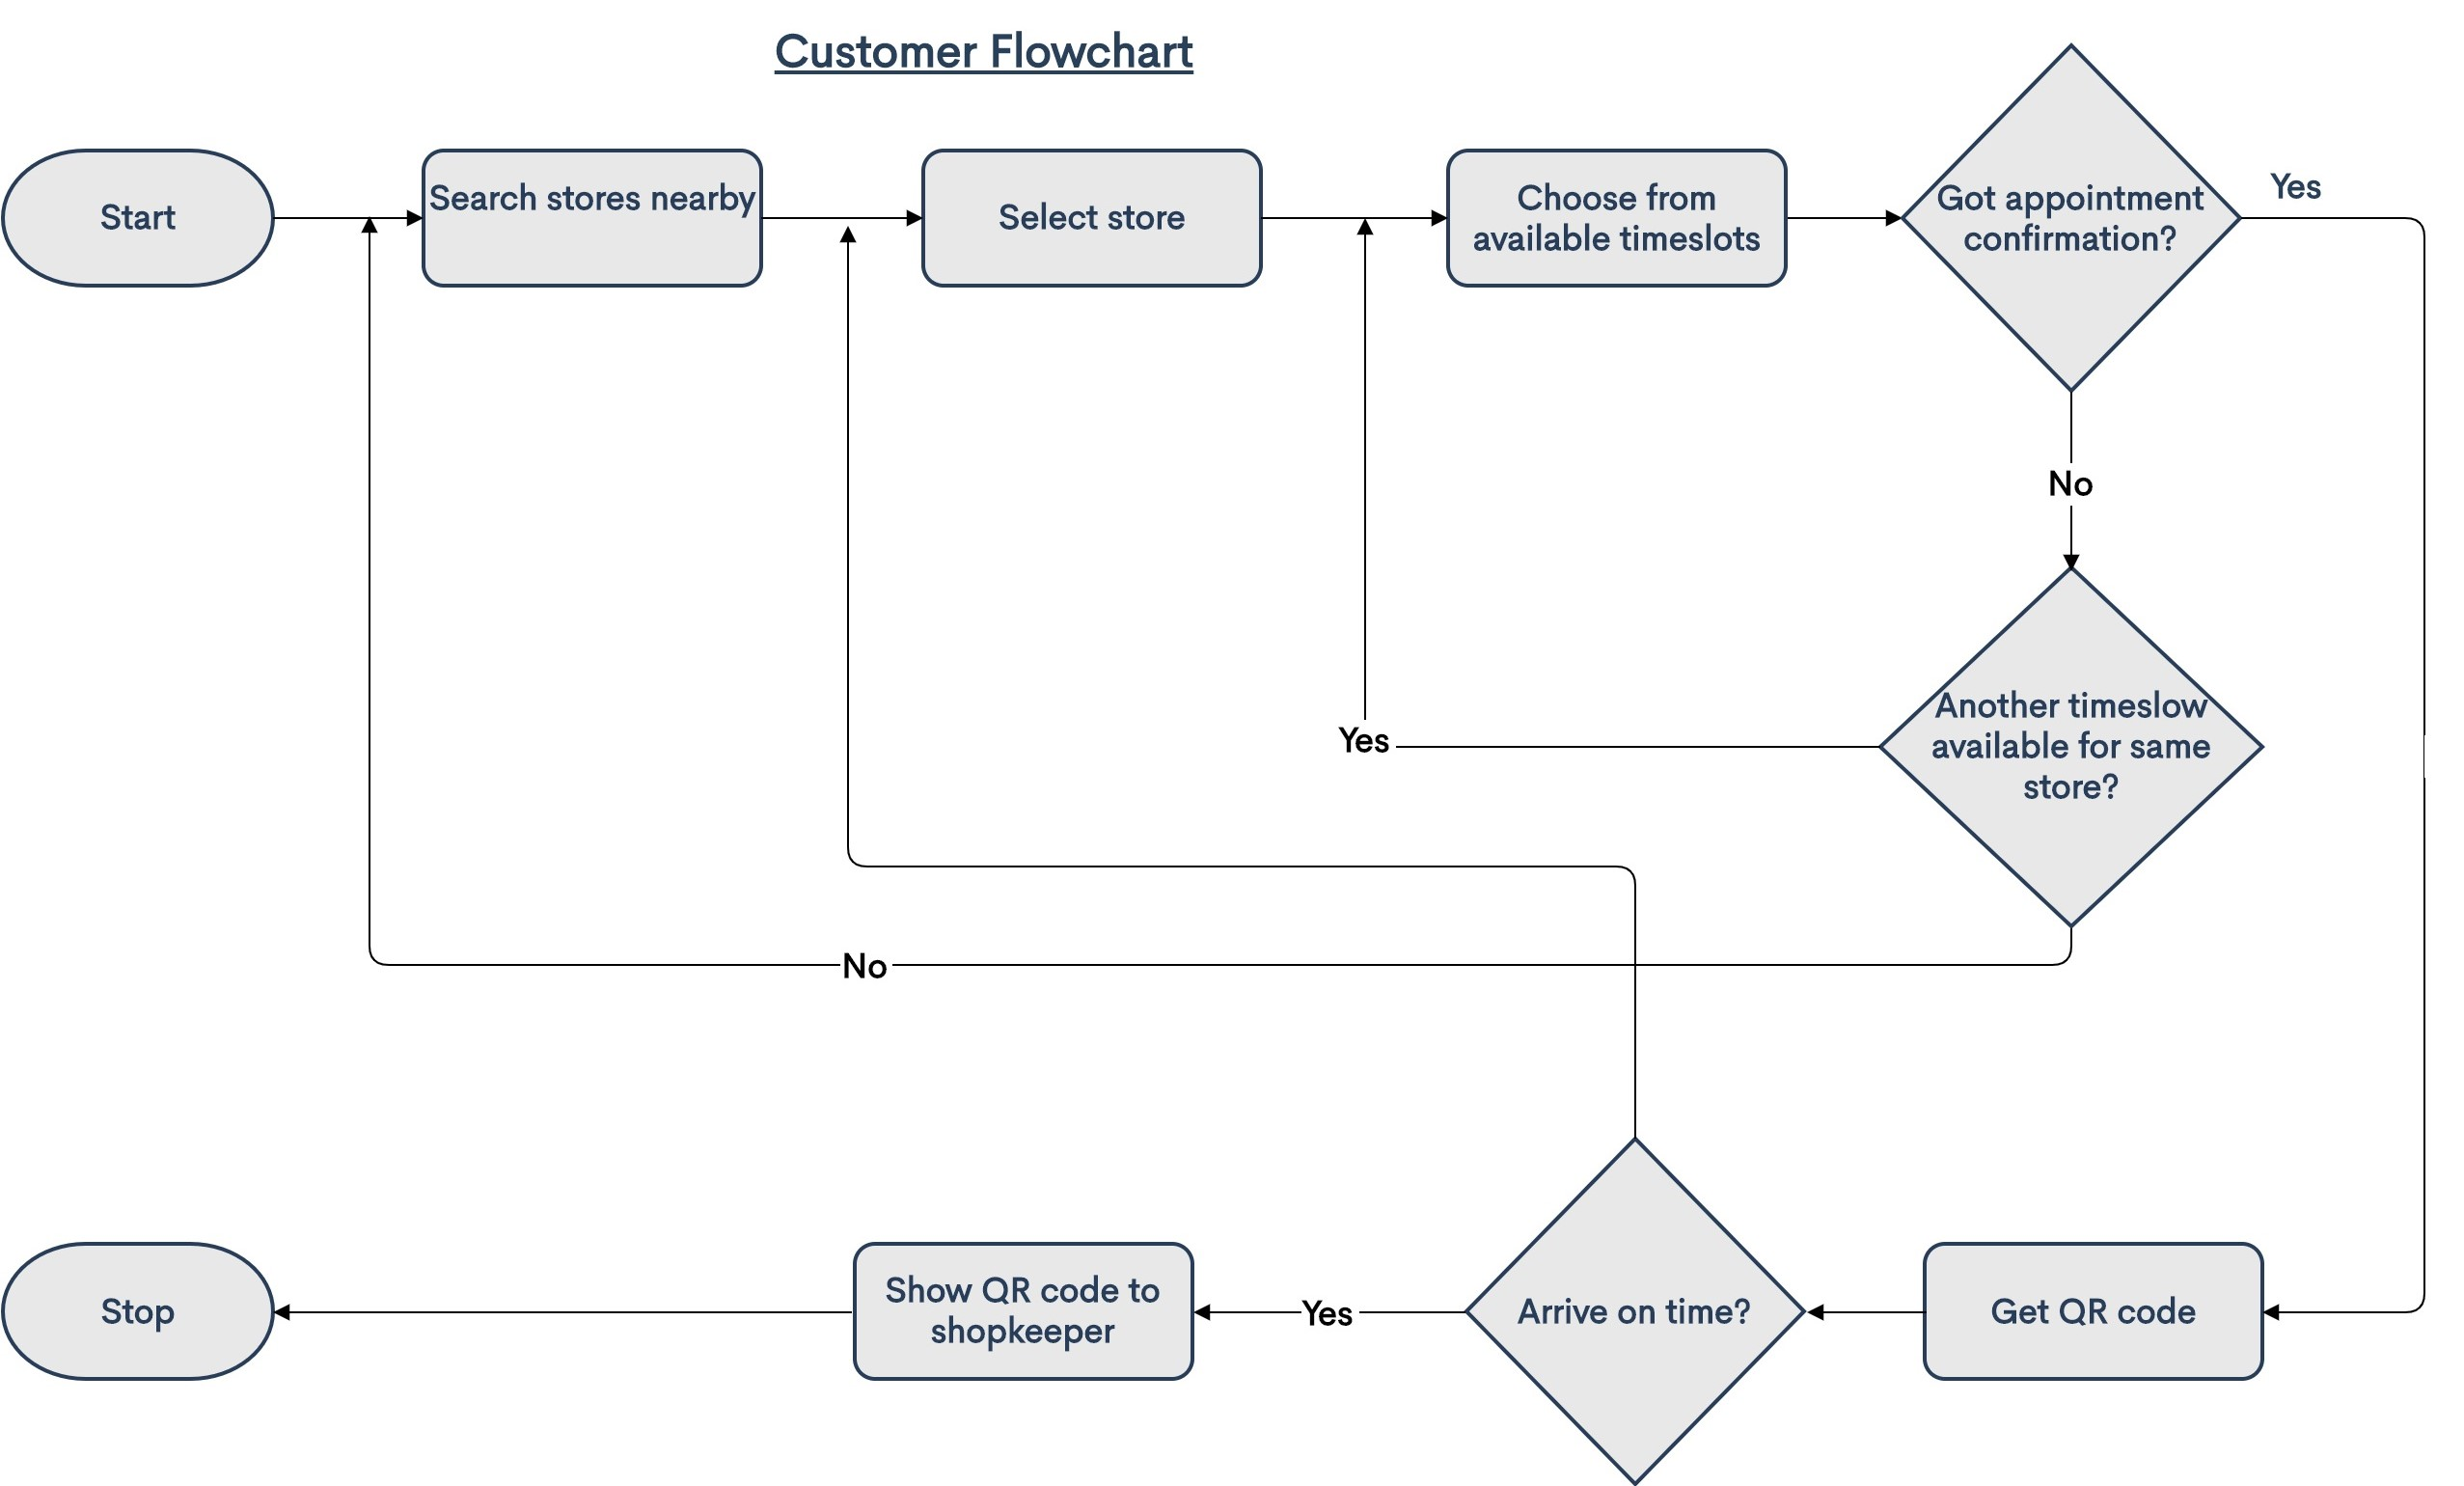 Customer Flowchart
Start
Search stores nearby
Select store
Choose from
available timeslots
Got appointment
confirmation?
Yes
No
Another timeslow
available for same
store?
Yes
No
Stop
Show QR code to
shopkeeper
Yes
Arrive on time?
Get QR code